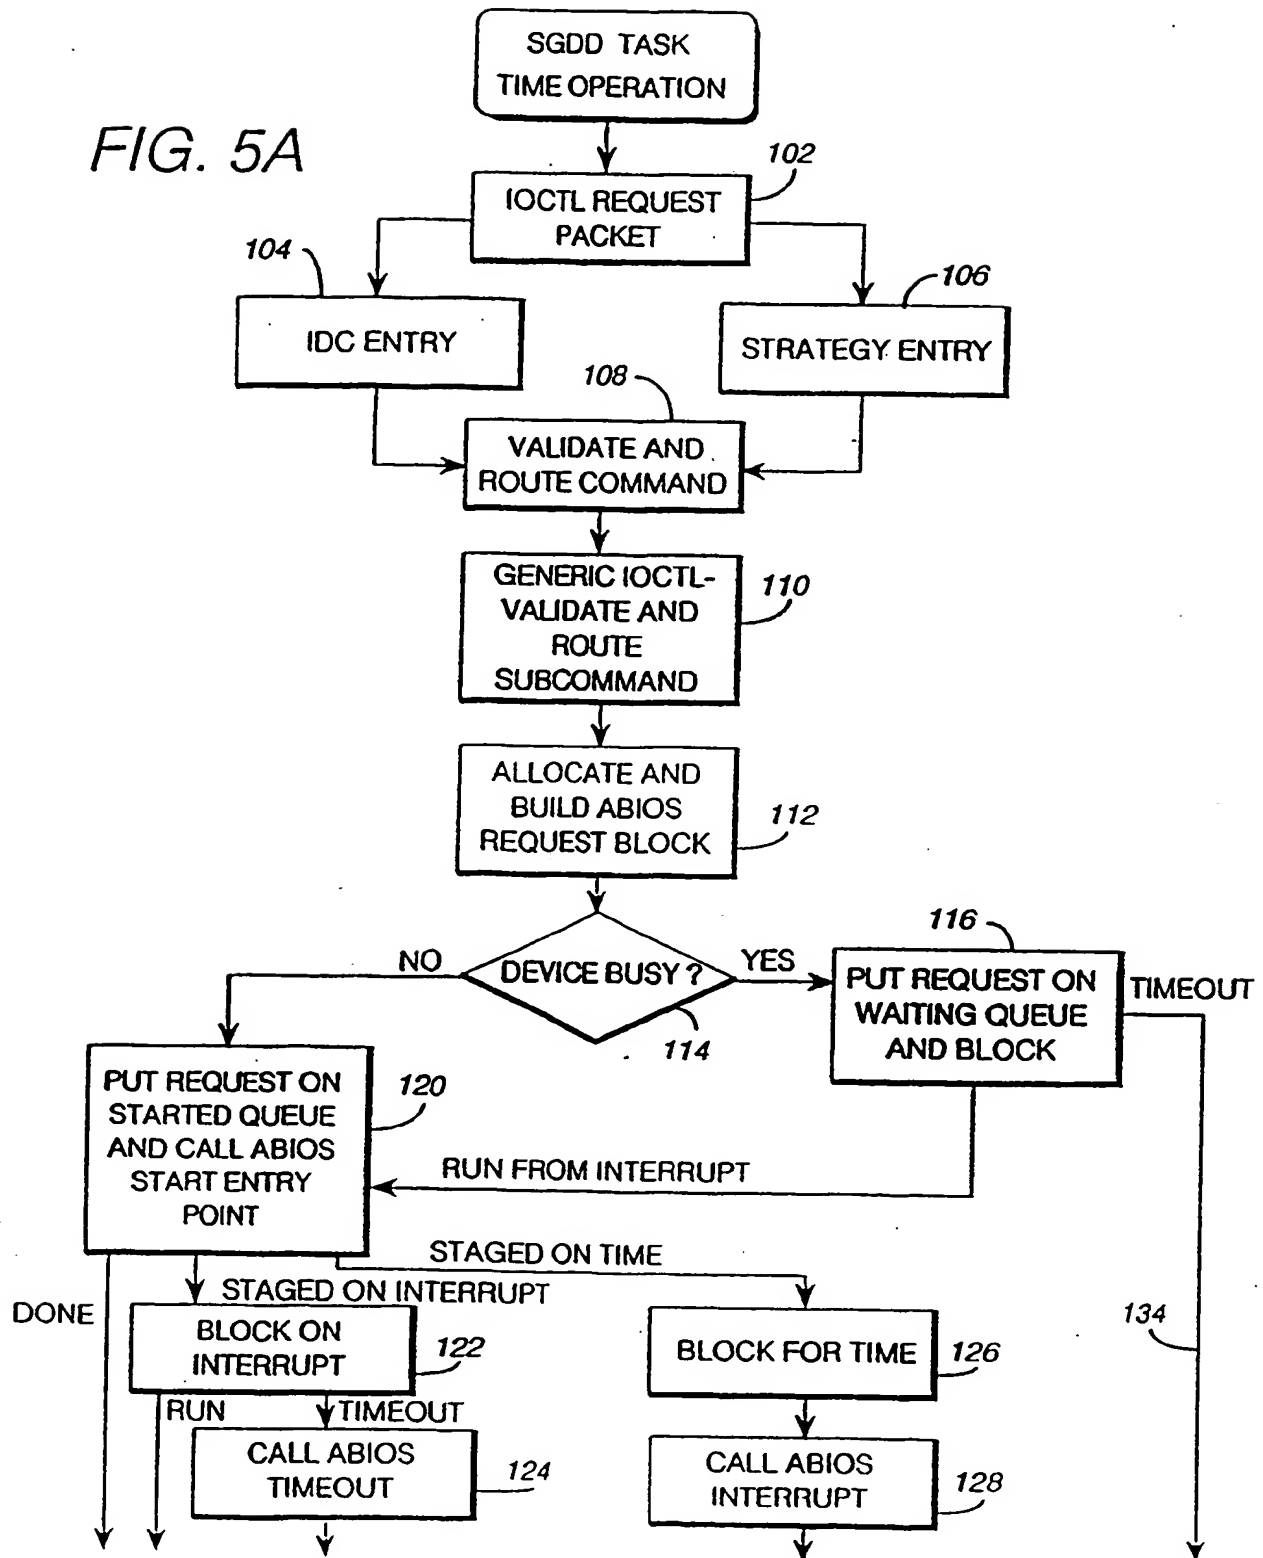 SGDD TASK
TIME OPERATION
FIG. 5A
102
IOCTL REQUEST
PACKET
104
106
IDC ENTRY
STRATEGY ENTRY
108
VALIDATE AND
ROUTE COMMAND
GENERIC IOCTL-
VALIDATE AND
ROUTE
SUBCOMMAND
110
ALLOCATE AND
BUILD ABIOS
REQUEST BLOCK
112
116
NO
DEVICE BUSY ?
YES
PUT REQUEST ON
WAITING QUEUE
AND BLOCK
TIMEOUT
114
PUT REQUEST ON
STARTED QUEUE
AND CALL ABIOS
START ENTRY
POINT
120
RUN FROM INTERRUPT
STAGED ON TIME
STAGED ON INTERRUPT
DONE
BLOCK ON
INTERRUPT
122
BLOCK FOR TIME
126
134
RUN
TIMEOUT
CALL ABIOS
TIMEOUT
124
CALL ABIOS
INTERRUPT
128